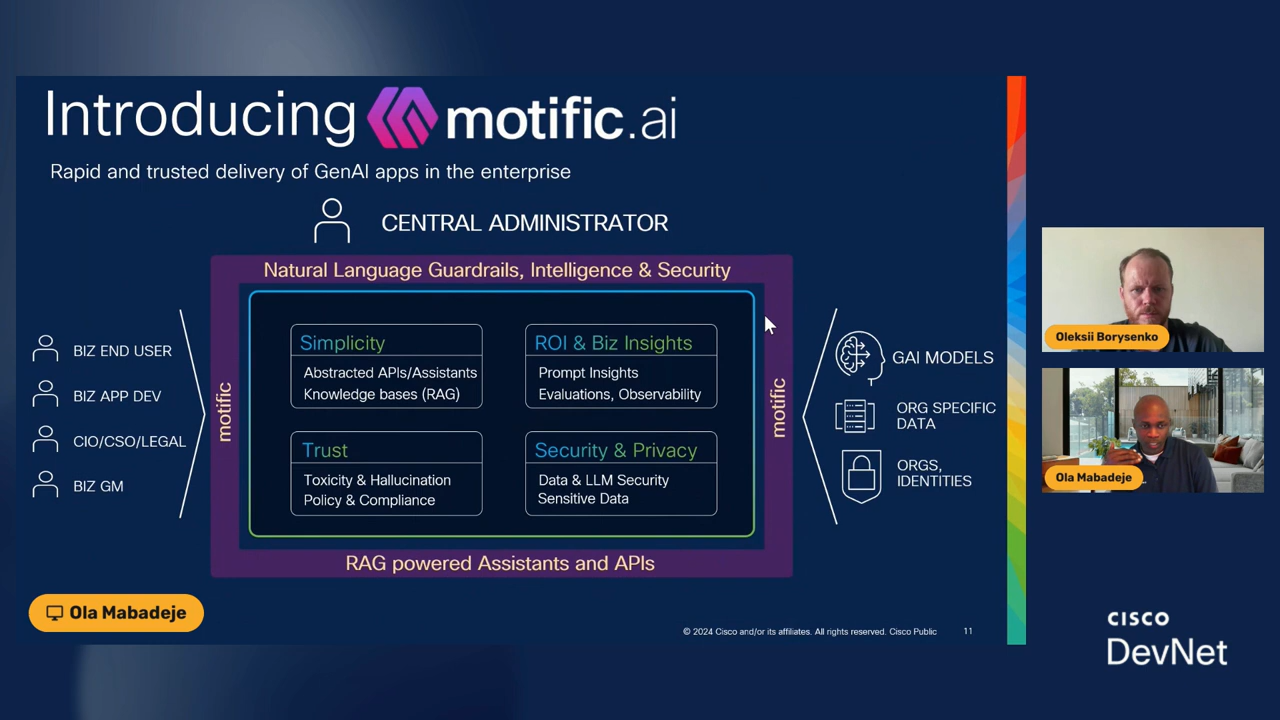 Introducing motific.ai
Rapid and trusted delivery of GenAI apps in the enterprise
CENTRAL ADMINISTRATOR
Natural Language Guardrails, Intelligence & Security
BIZ END USER
BIZ APP DEV
CIO/CSO/LEGAL
BIZ GM
motific
Simplicity
Abstracted APIs/Assistants
Knowledge bases (RAG)
ROI & Biz Insights
Prompt Insights
Evaluations, Observability
Trust
Toxicity & Hallucination
Policy & Compliance
Security & Privacy
Data & LLM Security
Sensitive Data
motific
GAI MODELS
ORG SPECIFIC
DATA
ORGS,
IDENTITIES
RAG powered Assistants and APIs
Ola Mabadeje
© 2024 Cisco and/or its affiliates. All rights reserved. Cisco Public
11
Oleksii Borysenko
Ola Mabadeje
CISCO
DevNet